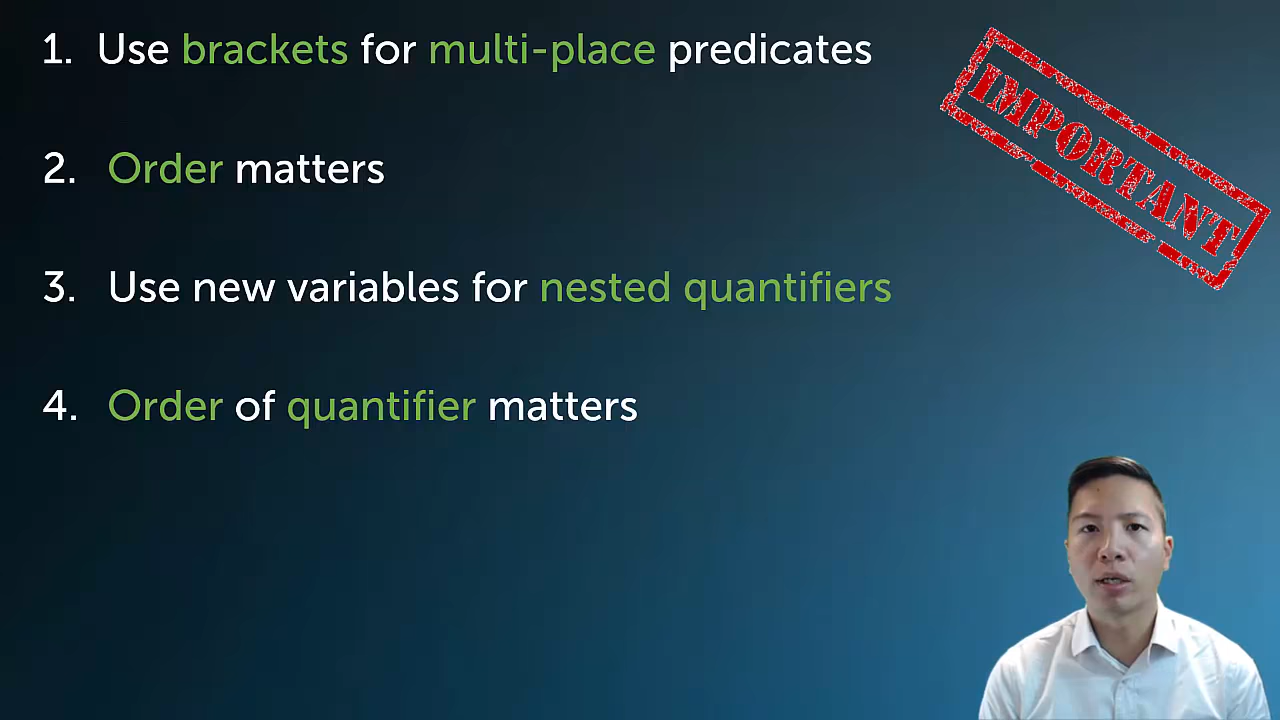 1. Use brackets for multi-place predicates
IMPORTANT
2. Order matters
3. Use new variables for nested quantifiers
4. Order of quantifier matters